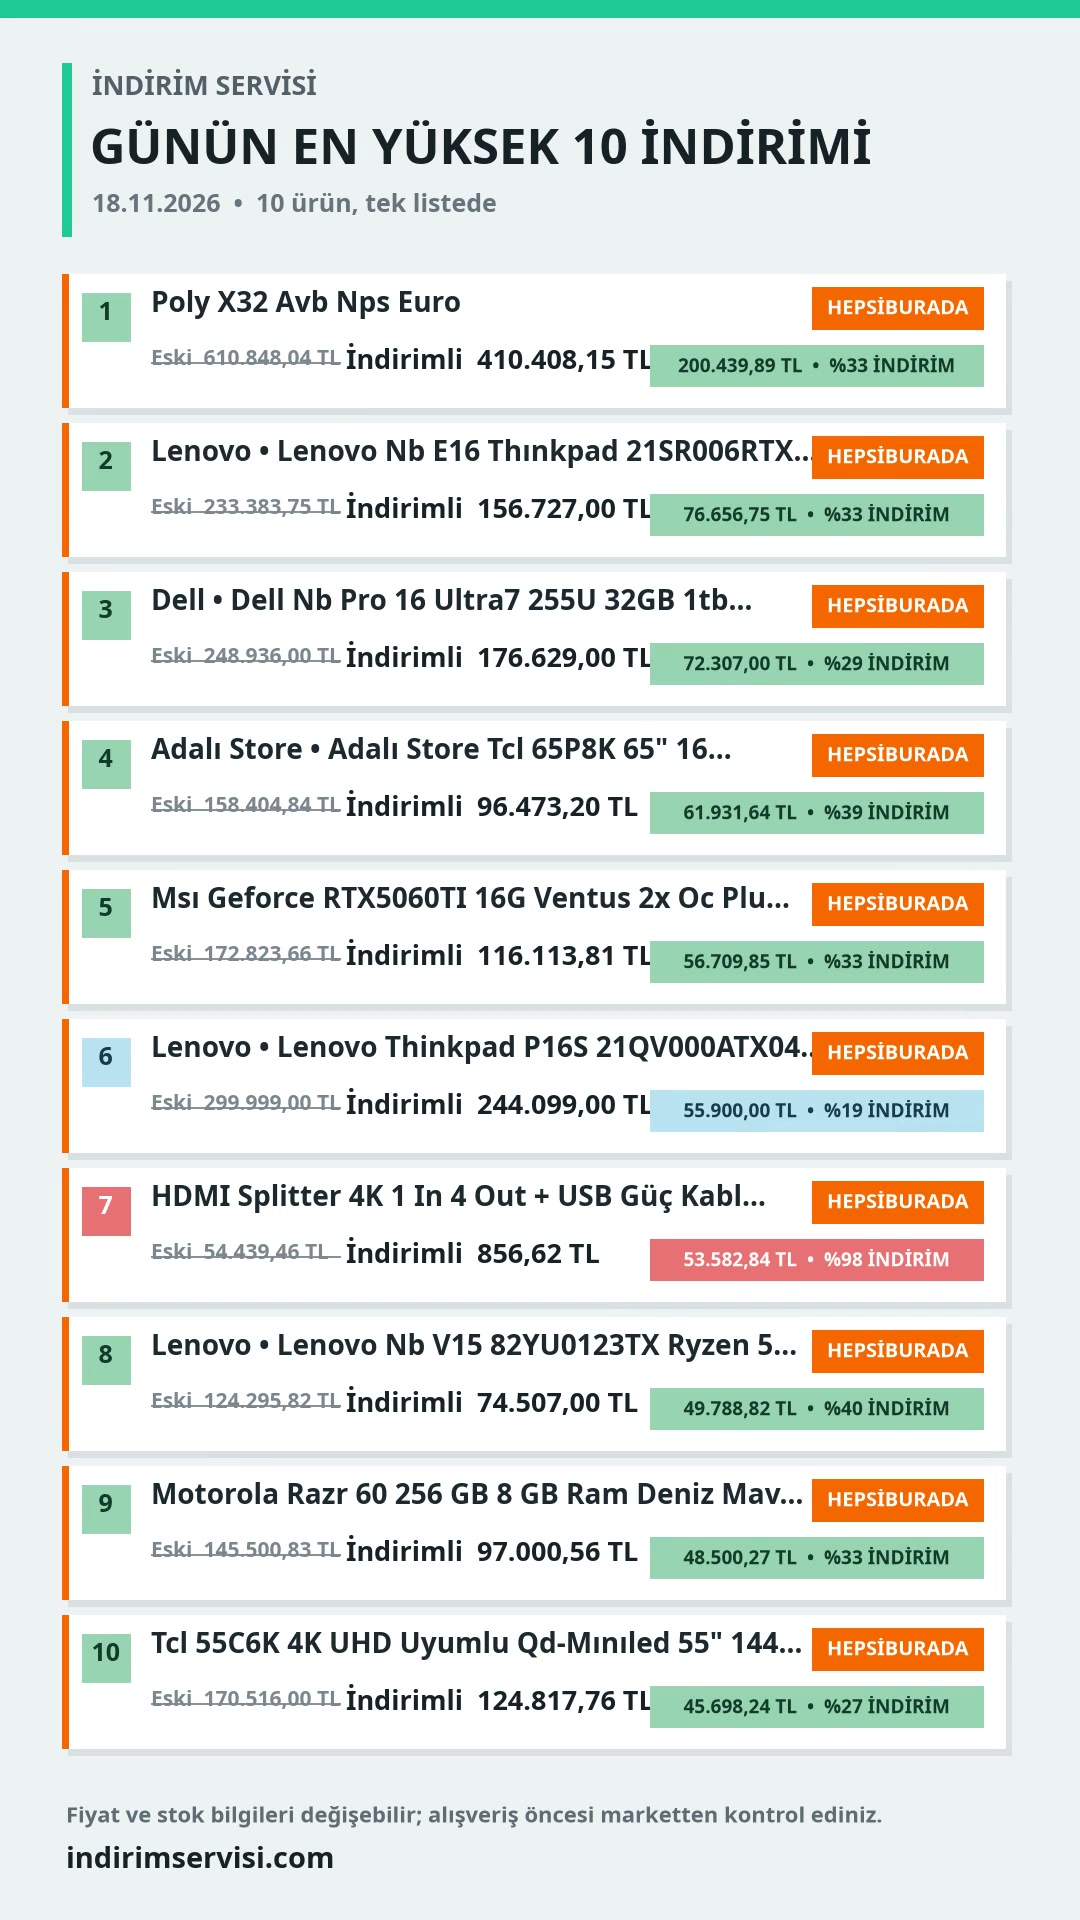 İNDİRİM SERVİSİ
GÜNÜN EN YÜKSEK 10 İNDİRİMİ
18.11.2026 • 10 ürün, tek listede
1 Poly X32 Avb Nps Euro HEPSİBURADA
Eski 610.848,04 TL İndirimli 410.408,15 TL 200.439,89 TL • %33 İNDİRİM
2 Lenovo • Lenovo Nb E16 Thınkpad 21SR006RTX... HEPSİBURADA
Eski 233.383,75 TL İndirimli 156.727,00 TL 76.656,75 TL • %33 İNDİRİM
3 Dell • Dell Nb Pro 16 Ultra7 255U 32GB 1tb... HEPSİBURADA
Eski 248.936,00 TL İndirimli 176.629,00 TL 72.307,00 TL • %29 İNDİRİM
4 Adalı Store • Adalı Store Tcl 65P8K 65" 16... HEPSİBURADA
Eski 158.404,84 TL İndirimli 96.473,20 TL 61.931,64 TL • %39 İNDİRİM
5 Msı Geforce RTX5060TI 16G Ventus 2x Oc Plu... HEPSİBURADA
Eski 172.823,66 TL İndirimli 116.113,81 TL 56.709,85 TL • %33 İNDİRİM
6 Lenovo • Lenovo Thinkpad P16S 21QV000ATX04... HEPSİBURADA
Eski 299.999,00 TL İndirimli 244.099,00 TL 55.900,00 TL • %19 İNDİRİM
7 HDMI Splitter 4K 1 In 4 Out + USB Güç Kabl... HEPSİBURADA
Eski 54.439,46 TL İndirimli 856,62 TL 53.582,84 TL • %98 İNDİRİM
8 Lenovo • Lenovo Nb V15 82YU0123TX Ryzen 5... HEPSİBURADA
Eski 124.295,82 TL İndirimli 74.507,00 TL 49.788,82 TL • %40 İNDİRİM
9 Motorola Razr 60 256 GB 8 GB Ram Deniz Mav... HEPSİBURADA
Eski 145.500,83 TL İndirimli 97.000,56 TL 48.500,27 TL • %33 İNDİRİM
10 Tcl 55C6K 4K UHD Uyumlu Qd-Mınıled 55" 144... HEPSİBURADA
Eski 170.516,00 TL İndirimli 124.817,76 TL 45.698,24 TL • %27 İNDİRİM
Fiyat ve stok bilgileri değişebilir; alışveriş öncesi marketten kontrol ediniz.
indirimservisi.com